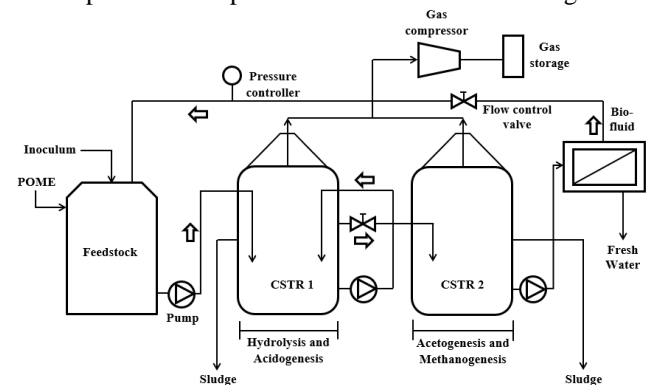 Gas
compressor
Gas
storage
Pressure
controller
Flow control
valve
Bio-
fluid
Inoculum
POME
Feedstock
Pump
CSTR 1
CSTR 2
Fresh
Water
Hydrolysis and
Acidogenesis
Acetogenesis and
Methanogenesis
Sludge
Sludge